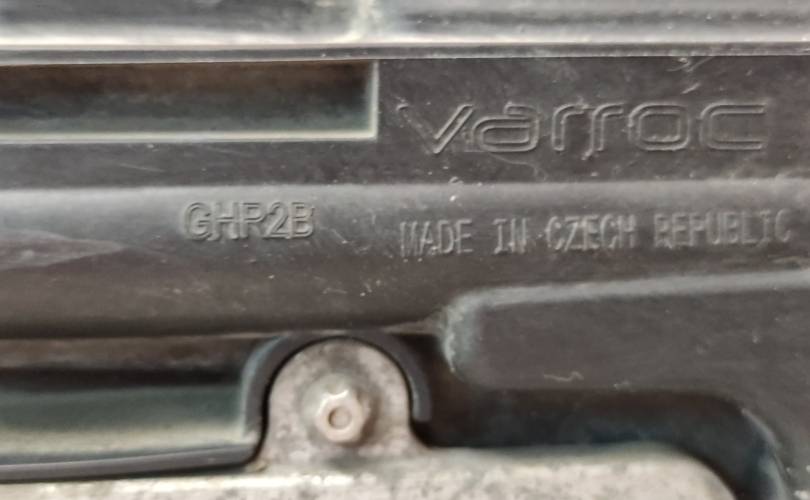 varroc
GHR2B
MADE IN CZECH REPUBLIC